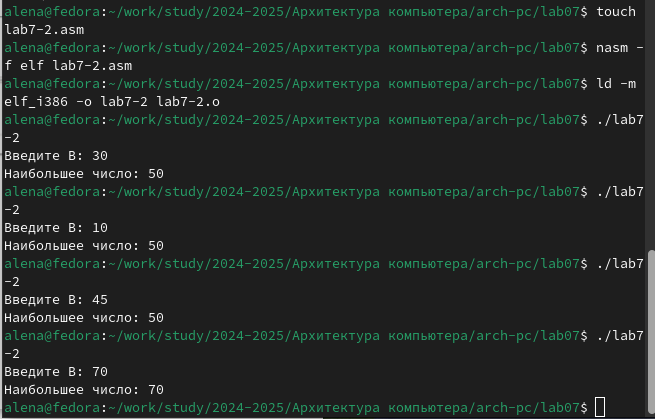 alena@fedora:~/work/study/2024-2025/Архитектура компьютера/arch-pc/lab07$ touch
lab7-2.asm
alena@fedora:~/work/study/2024-2025/Архитектура компьютера/arch-pc/lab07$ nasm -
f elf lab7-2.asm
alena@fedora:~/work/study/2024-2025/Архитектура компьютера/arch-pc/lab07$ ld -m
elf_i386 -o lab7-2 lab7-2.o
alena@fedora:~/work/study/2024-2025/Архитектура компьютера/arch-pc/lab07$ ./lab7
-2
Введите B: 30
Наибольшее число: 50
alena@fedora:~/work/study/2024-2025/Архитектура компьютера/arch-pc/lab07$ ./lab7
-2
Введите B: 10
Наибольшее число: 50
alena@fedora:~/work/study/2024-2025/Архитектура компьютера/arch-pc/lab07$ ./lab7
-2
Введите B: 45
Наибольшее число: 50
alena@fedora:~/work/study/2024-2025/Архитектура компьютера/arch-pc/lab07$ ./lab7
-2
Введите B: 70
Наибольшее число: 70
alena@fedora:~/work/study/2024-2025/Архитектура компьютера/arch-pc/lab07$